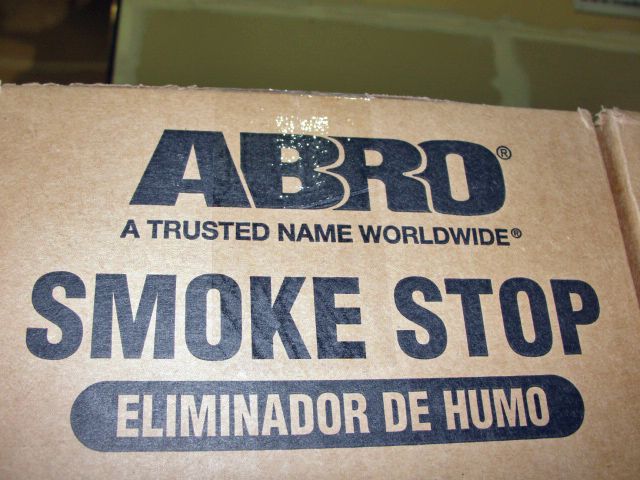 ABRO®
A TRUSTED NAME WORLDWIDE®
SMOKE STOP
ELIMINADOR DE HUMO